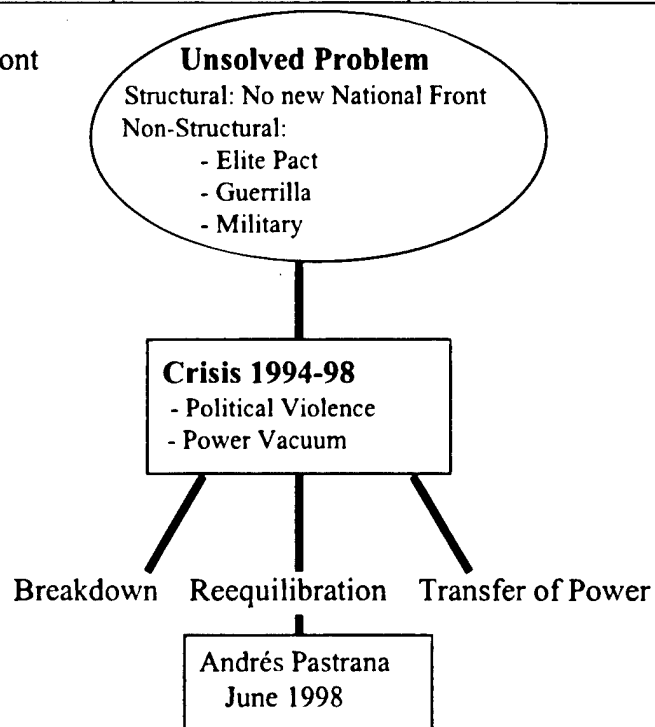 ont
Unsolved Problem
Structural: No new National Front
Non-Structural:
- Elite Pact
- Guerrilla
- Military
Crisis 1994-98
- Political Violence
- Power Vacuum
Breakdown Reequilibration Transfer of Power
Andrés Pastrana
June 1998